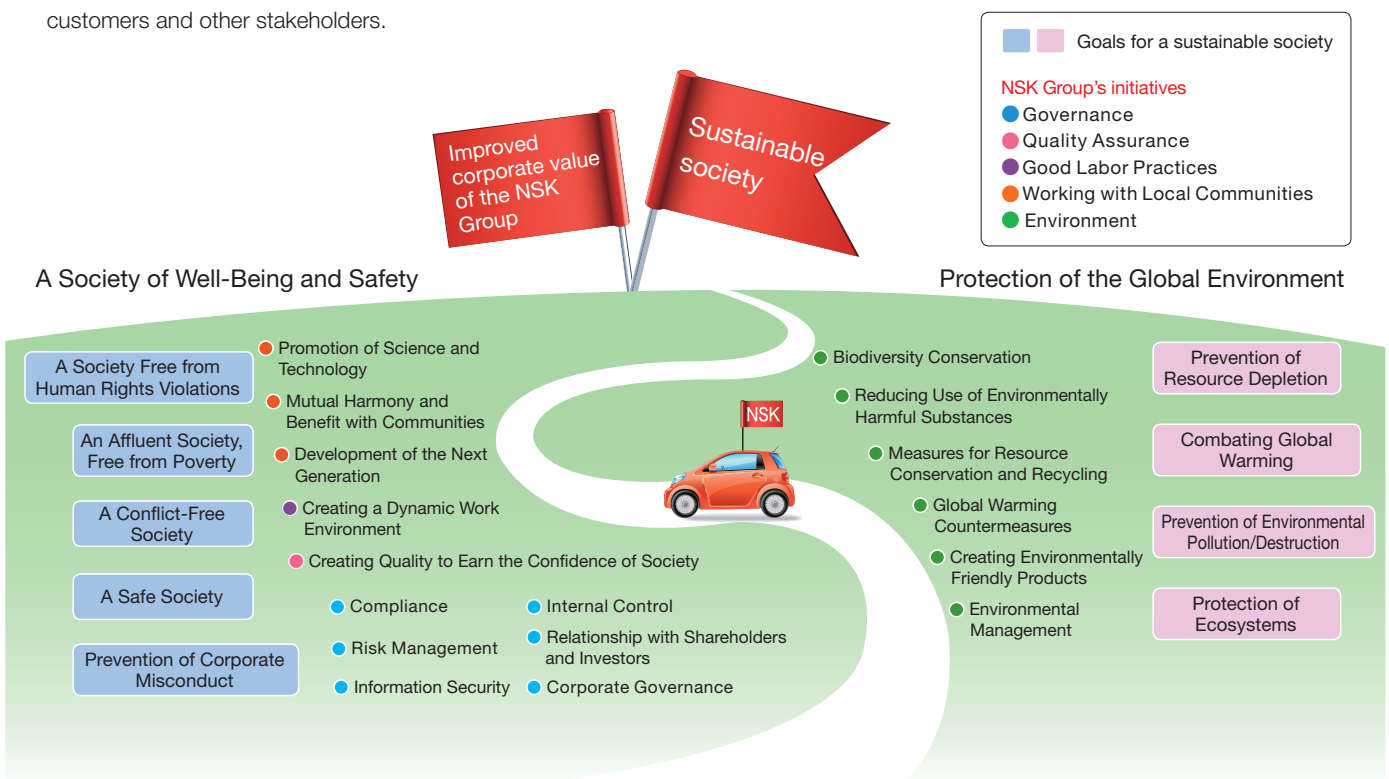 customers and other stakeholders.
Goals for a sustainable society
NSK Group's initiatives
Governance
Quality Assurance
Good Labor Practices
Working with Local Communities
Environment
Improved
corporate value
of the NSK
Group
Sustainable
society
A Society of Well-Being and Safety
Protection of the Global Environment
A Society Free from
Human Rights Violations
An Affluent Society,
Free from Poverty
A Conflict-Free
Society
A Safe Society
Prevention of Corporate
Misconduct
Promotion of Science and
Technology
Mutual Harmony and
Benefit with Communities
Development of the Next
Generation
Creating a Dynamic Work
Environment
Creating Quality to Earn the Confidence of Society
Compliance
Risk Management
Information Security
Internal Control
Relationship with Shareholders
and Investors
Corporate Governance
NSK
Biodiversity Conservation
Reducing Use of Environmentally
Harmful Substances
Measures for Resource
Conservation and Recycling
Global Warming
Countermeasures
Creating Environmentally
Friendly Products
Environmental
Management
Prevention of
Resource Depletion
Combating Global
Warming
Prevention of Environmental
Pollution/Destruction
Protection of
Ecosystems